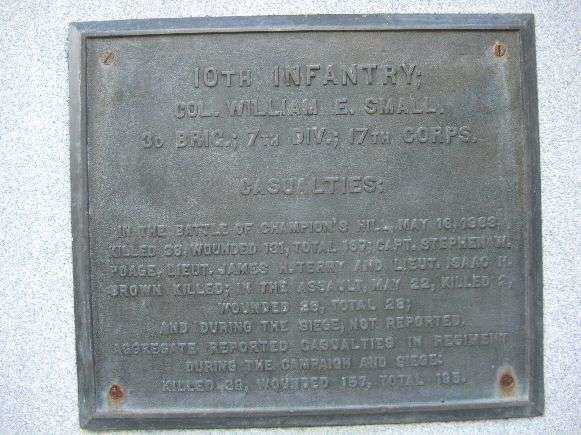 10TH INFANTRY;
COL. WILLIAM E. SMALL.
3D BRIG.; 7TH DIV.; 17TH CORPS.
CASUALTIES:
IN THE BATTLE OF CHAMPION'S HILL, MAY 16, 1863,
KILLED 36, WOUNDED 131, TOTAL 167; CAPT. STEPHEN W.
POAGE, LIEUT. JAMES H. TERRY AND LIEUT. ISAAC H.
BROWN KILLED; IN THE ASSAULT, MAY 22, KILLED 2,
WOUNDED 26, TOTAL 28;
AND DURING THE SIEGE, NOT REPORTED.
AGGREGATE REPORTED CASUALTIES IN REGIMENT
DURING THE CAMPAIGN AND SIEGE:
KILLED 38, WOUNDED 157, TOTAL 195.